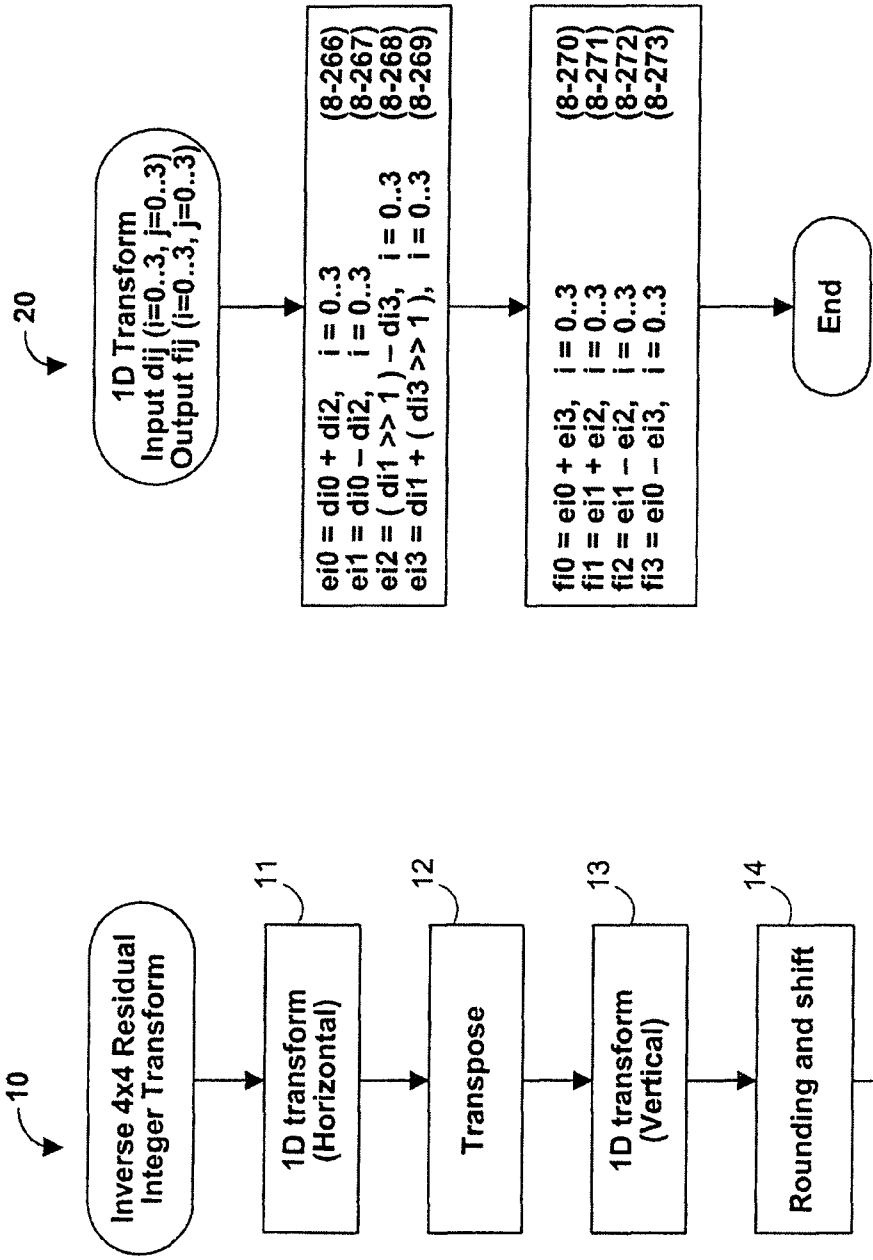 10
Inverse 4x4 Residual
Integer Transform
11
1D transform
(Horizontal)
12
Transpose
13
1D transform
(Vertical)
14
Rounding and shift
20
1D Transform
Input dij (i=0..3, j=0..3)
Output fij (i=0..3, j=0..3)
ei0 = di0 + di2, i = 0..3 (8-266)
ei1 = di0 – di2, i = 0..3 (8-267)
ei2 = ( di1 >> 1 ) – di3, i = 0..3 (8-268)
ei3 = di1 + ( di3 >> 1 ), i = 0..3 (8-269)
fi0 = ei0 + ei3, i = 0..3 (8-270)
fi1 = ei1 + ei2, i = 0..3 (8-271)
fi2 = ei1 – ei2, i = 0..3 (8-272)
fi3 = ei0 – ei3, i = 0..3 (8-273)
End